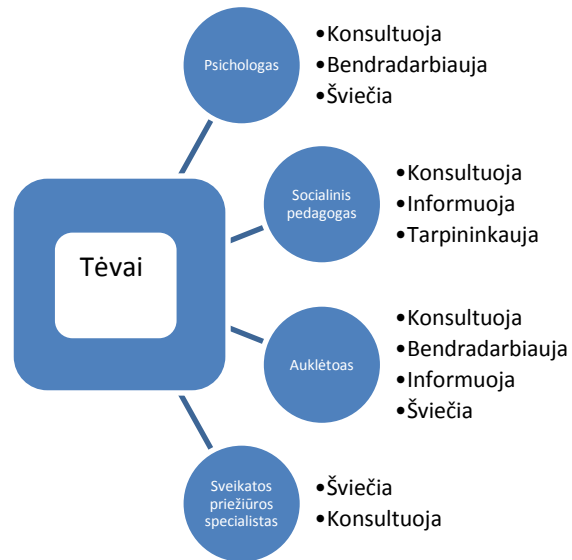 Psichologas
•Konsultuoja
•Bendradarbiauja
•Šviečia
Tėvai
Socialinis
pedagogas
•Konsultuoja
•Informuoja
•Tarpininkauja
Auklėtoas
•Konsultuoja
•Bendradarbiauja
•Informuoja
•Šviečia
Sveikatos
priežiūros
specialistas
•Šviečia
•Konsultuoja